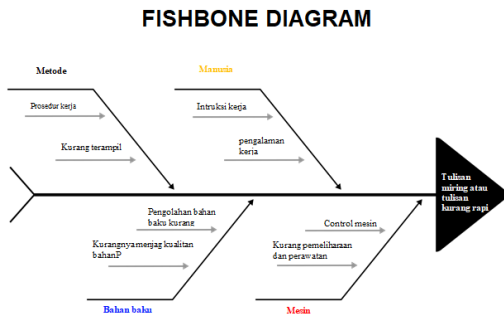 FISHBONE DIAGRAM
Metode
Manusia
Prosedur kerja
Intruksi kerja
Kurang terampil
pengalaman
kerja
Tulisan
miring atau
tulisan
kurang rapi
Pengolahan bahan
baku kurang
Control mesin
Kurangnya menjag kualitan
bahanP
Kurang pemeliharaan
dan perawatan
Bahan baku
Mesin